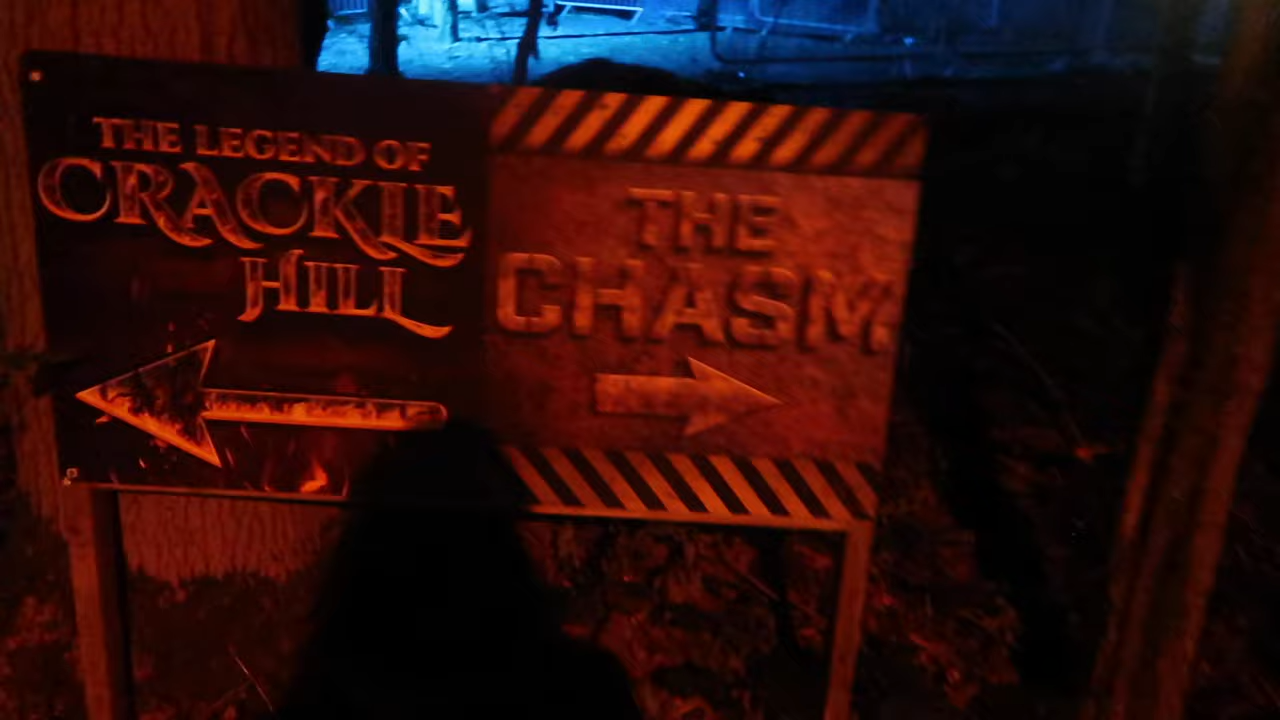 THE LEGEND OF
CRACKLE
HILL
THE
CHASM